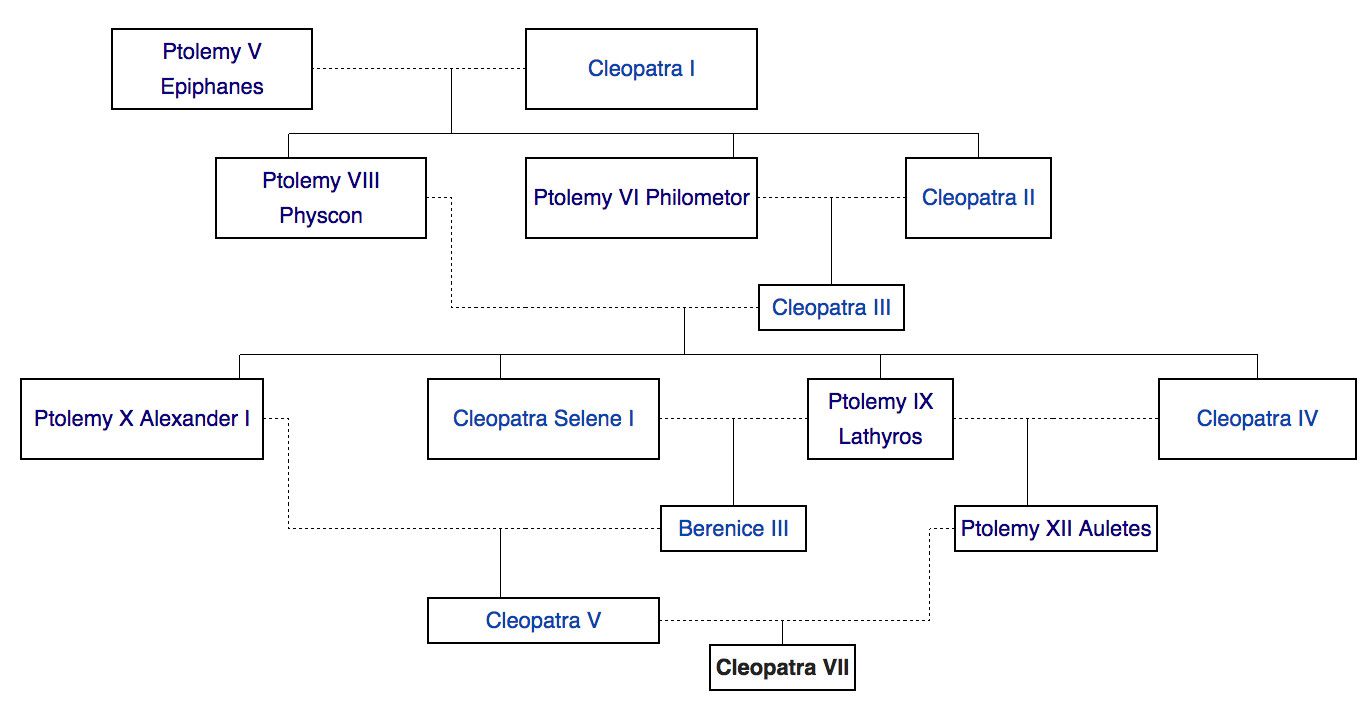 Ptolemy V
Epiphanes
Cleopatra I
Ptolemy VIII
Physcon
Ptolemy VI Philometor
Cleopatra II
Cleopatra III
Ptolemy X Alexander I
Cleopatra Selene I
Ptolemy IX
Lathyros
Cleopatra IV
Berenice III
Ptolemy XII Auletes
Cleopatra V
Cleopatra VII